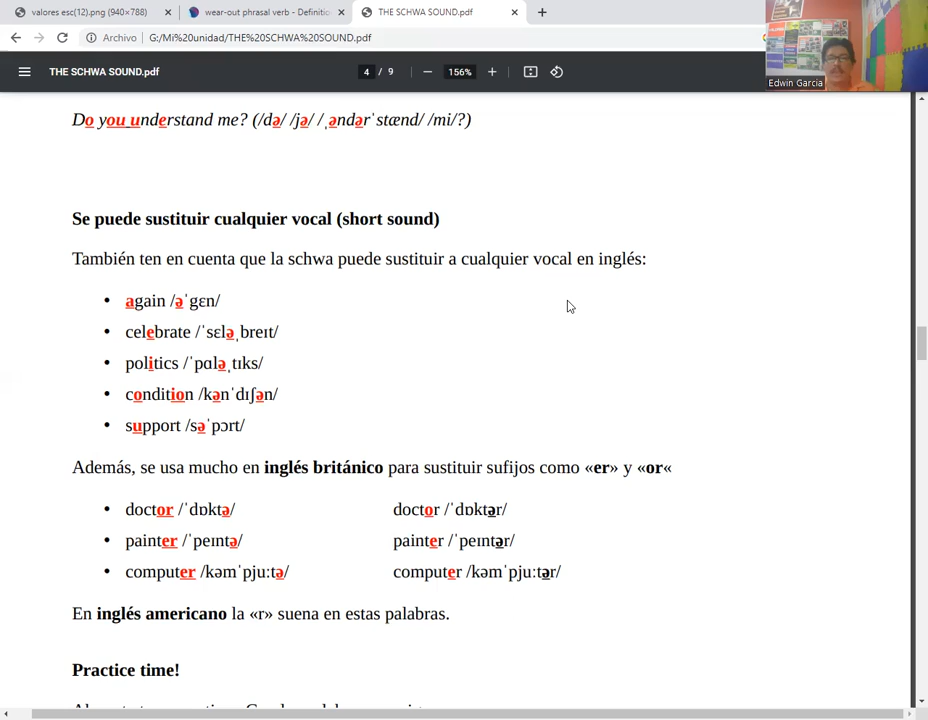 valores esc(12).png (940×788)
wear-out phrasal verb - Definitio
THE SCHWA SOUND.pdf
Archivo
G:/Mi%20unidad/THE%20SCHWA%20SOUND.pdf
THE SCHWA SOUND.pdf
4 / 9
156%
Edwin Garcia
Do you understand me? (/də/ /jə/ /ˌəndərˈstænd/ /mi/?)
Se puede sustituir cualquier vocal (short sound)
También ten en cuenta que la schwa puede sustituir a cualquier vocal en inglés:
• again /əˈgɛn/
• celebrate /ˈsɛləˌbreɪt/
• politics /ˈpɑləˌtɪks/
• condition /kənˈdɪʃən/
• support /səˈpɔrt/
Además, se usa mucho en inglés británico para sustituir sufijos como «er» y «or«
• doctor /ˈdɒktə/ doctor /ˈdɒktər/
• painter /ˈpeɪntə/ painter /ˈpeɪntər/
• computer /kəmˈpjuːtə/ computer /kəmˈpjuːtər/
En inglés americano la «r» suena en estas palabras.
Practice time!